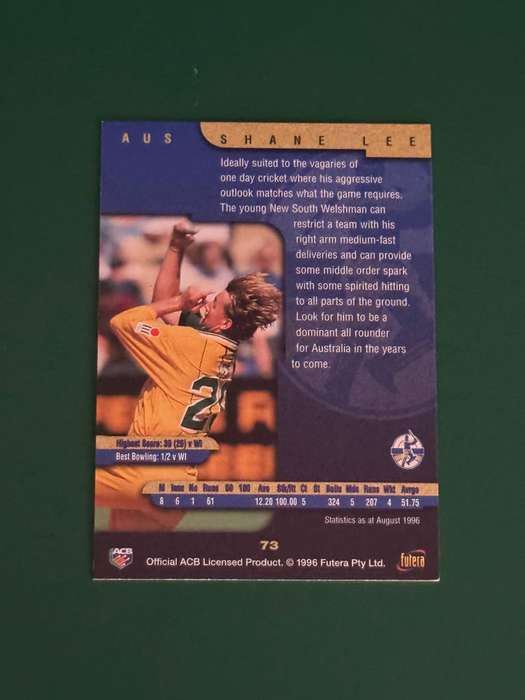 AUS
SHANE LEE
Ideally suited to the vagaries of
one day cricket where his aggressive
outlook matches what the game requires.
The young New South Welshman can
restrict a team with his
right arm medium-fast
deliveries and can provide
some middle order spark
with some spirited hitting
to all parts of the ground.
Look for him to be a
dominant all rounder
for Australia in the years
to come.
Highest Score: 39 (28) v WI
Best Bowling: 1/2 v WI
M Inns No Runs 50 100 Ave Stk/Rt Ct St Balls Mdn Runs Wkt Avrge
8 6 1 61 12.20 100.00 5 324 5 207 4 51.75
Statistics as at August 1996
73
ACB
Official ACB Licensed Product. © 1996 Futera Pty Ltd.
futera